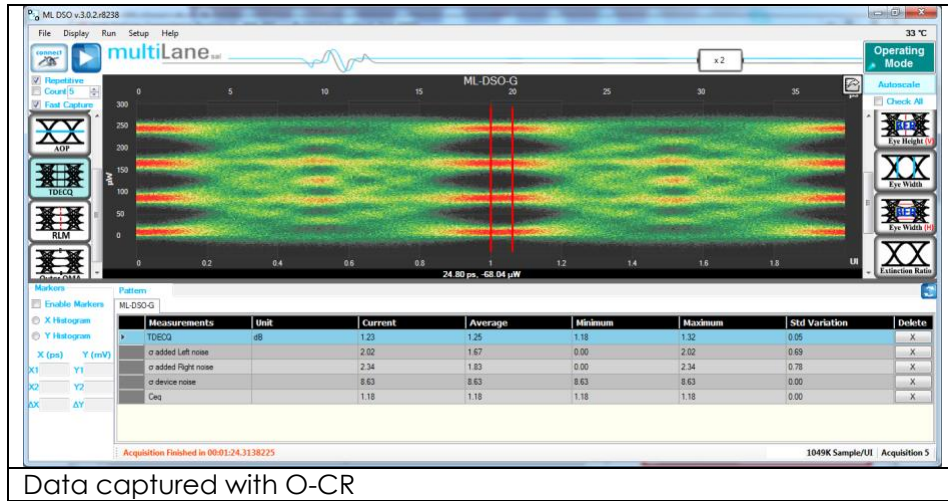 ML DSO v.3.0.2.r8238
File Display Run Setup Help 33 °C
connect multiLane sal x 2 Operating Mode
Repetitive
Count 5
Fast Capture
ML-DSO-G
Autoscale
Check All
0 5 10 15 20 25 30 35
300
250
200
150
100
50
0
µW
0 0.2 0.4 0.6 0.8 1 1.2 1.4 1.6 1.8 UI
24.80 ps, -68.04 µW
AOP
TDECQ
RLM
Outer OMA
BER
Eye Height (V)
Eye Width
BER
Eye Width (H)
Extinction Ratio
Markers
Enable Markers
X Histogram
Y Histogram
X (ps) Y (mV)
X1 Y1
X2 Y2
ΔX ΔY
Pattern
ML-DSO-G
Measurements Unit Current Average Minimum Maximum Std Variation Delete
TDECQ dB 1.23 1.25 1.18 1.32 0.05 X
σ added Left noise 2.02 1.67 0.00 2.02 0.69 X
σ added Right noise 2.34 1.83 0.00 2.34 0.78 X
σ device noise 8.63 8.63 8.63 8.63 0.00 X
Ceq 1.18 1.18 1.18 1.18 0.00 X
Acquisition Finished in 00:01:24.3138225 1049K Sample/UI Acquisition 5
Data captured with O-CR